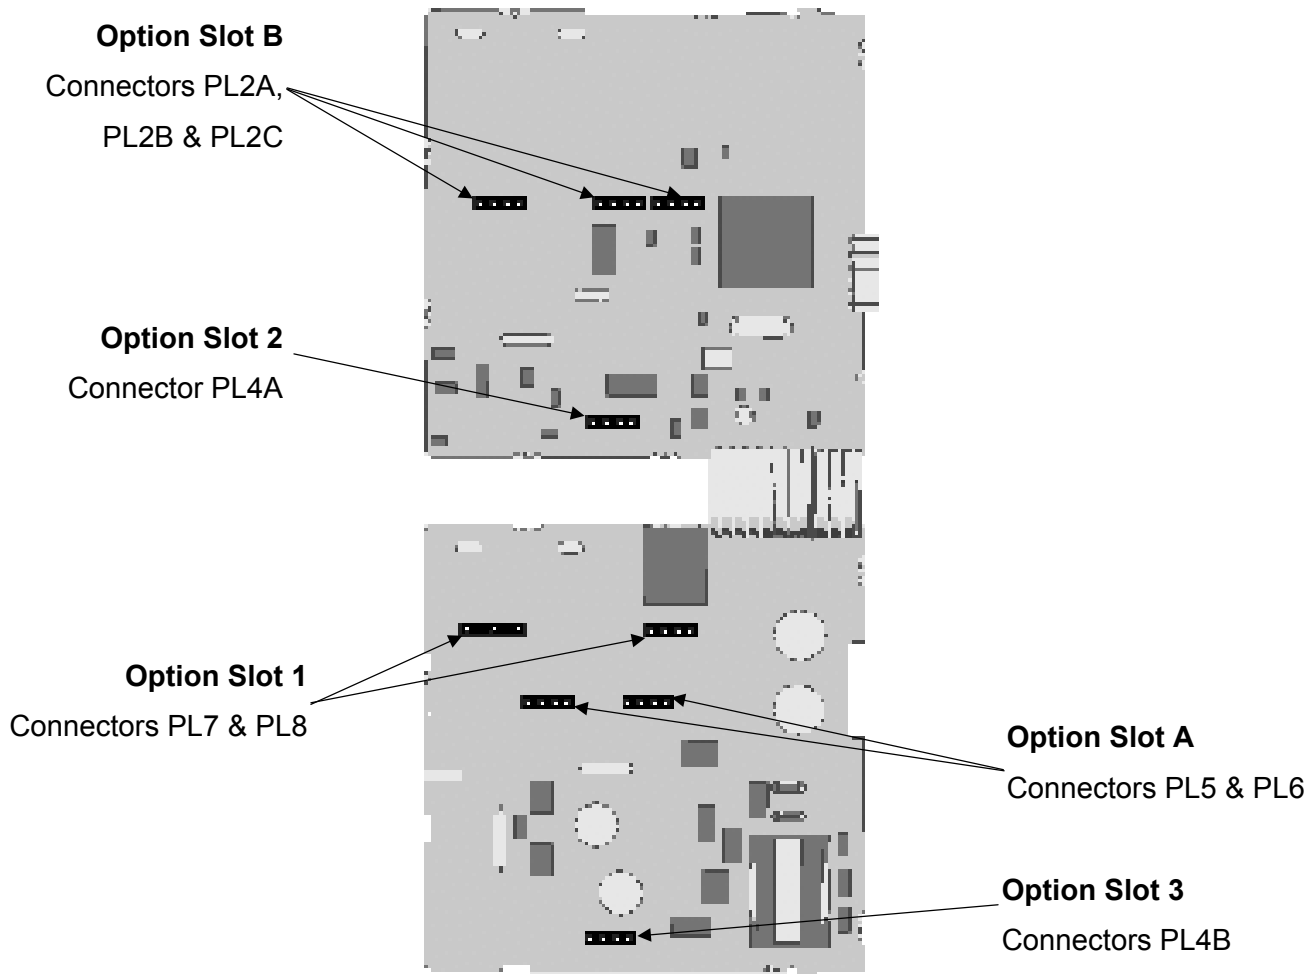 Option Slot B
Connectors PL2A,
PL2B & PL2C
Option Slot 2
Connector PL4A
Option Slot 1
Connectors PL7 & PL8
Option Slot A
Connectors PL5 & PL6
Option Slot 3
Connectors PL4B